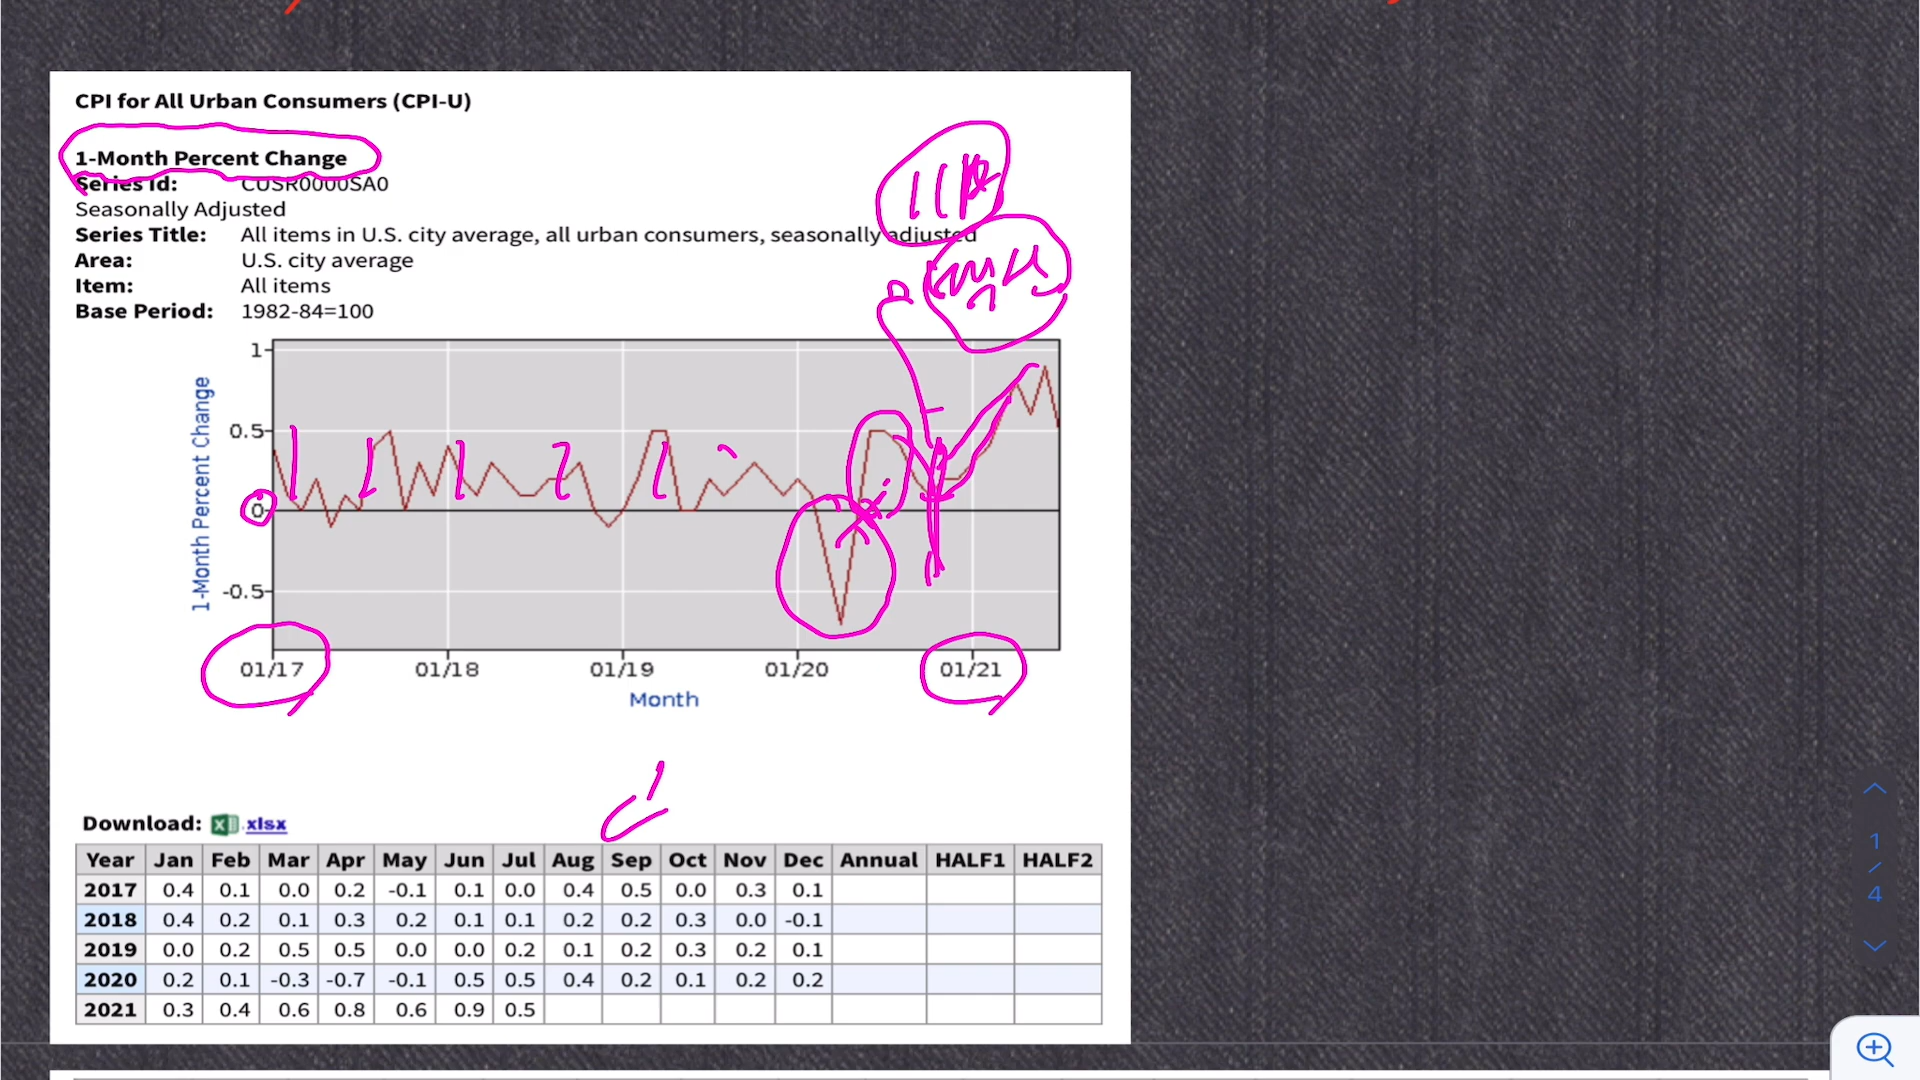 CPI for All Urban Consumers (CPI-U)
1-Month Percent Change
Series Id: CUSR0000SA0
Seasonally Adjusted
Series Title: All items in U.S. city average, all urban consumers, seasonally adjusted
Area: U.S. city average
Item: All items
Base Period: 1982-84=100
1-Month Percent Change
1
0.5
0
-0.5
01/17 01/18 01/19 01/20 01/21
Month
Download: .xlsx
Year Jan Feb Mar Apr May Jun Jul Aug Sep Oct Nov Dec Annual HALF1 HALF2
2017 0.4 0.1 0.0 0.2 -0.1 0.1 0.0 0.4 0.5 0.0 0.3 0.1
2018 0.4 0.2 0.1 0.3 0.2 0.1 0.1 0.2 0.2 0.3 0.0 -0.1
2019 0.0 0.2 0.5 0.5 0.0 0.0 0.2 0.1 0.2 0.3 0.2 0.1
2020 0.2 0.1 -0.3 -0.7 -0.1 0.5 0.5 0.4 0.2 0.1 0.2 0.2
2021 0.3 0.4 0.6 0.8 0.6 0.9 0.5
1
/
4